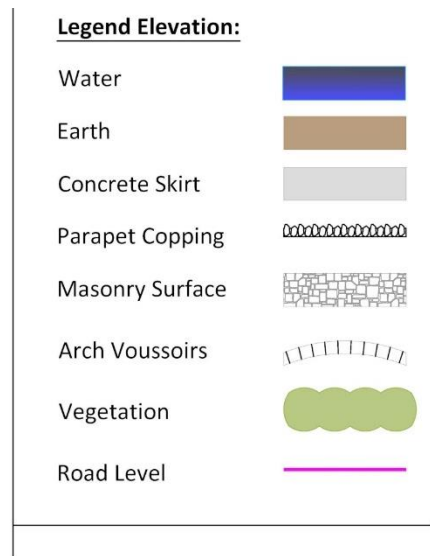 Legend Elevation:
Water
Earth
Concrete Skirt
Parapet Copping
Masonry Surface
Arch Voussoirs
Vegetation
Road Level